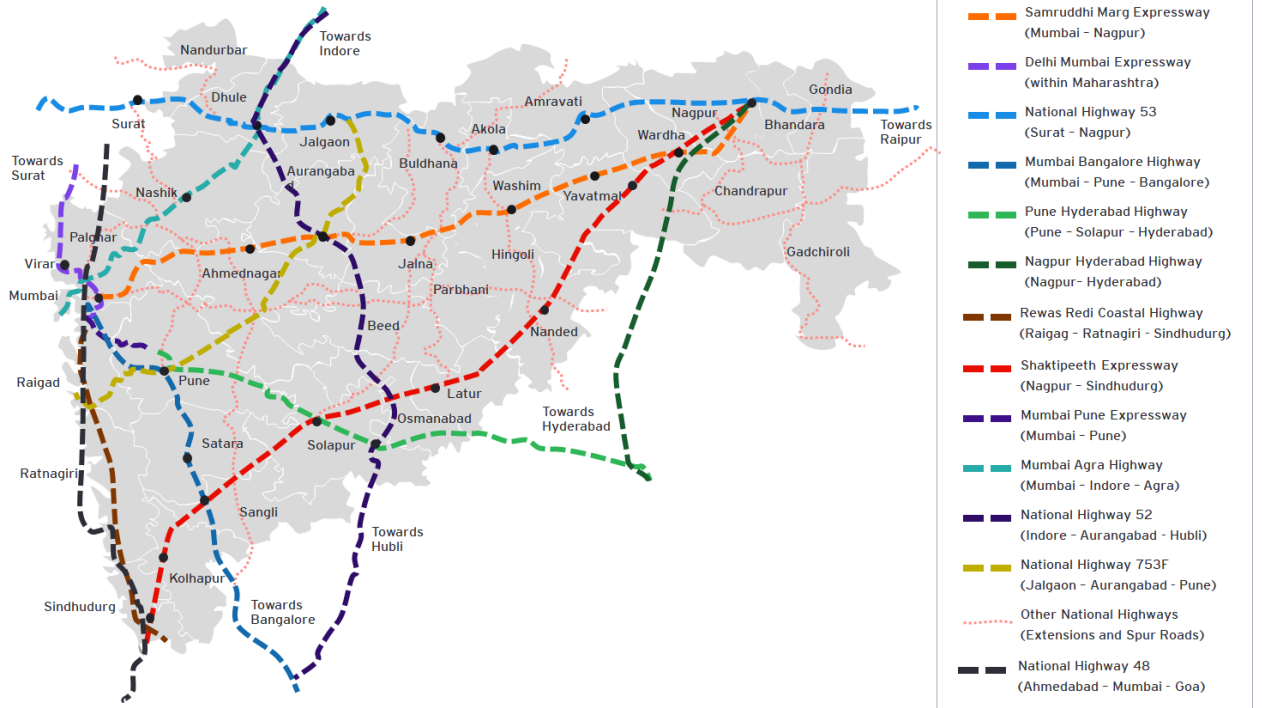 Towards
Indore
Nandurbar
Dhule
Surat
Jalgaon
Amravati
Akola
Buldhana
Nagpur
Wardha
Gondia
Bhandara
Towards
Raipur
Towards
Surat
Nashik
Aurangaba
d
Washim
Yavatmal
Chandrapur
Palghar
Virar
Mumbai
Ahmednagar
Jalna
Hingoli
Gadchiroli
Parbhani
Beed
Nanded
Raigad
Pune
Latur
Osmanabad
Towards
Hyderabad
Solapur
Satara
Ratnagiri
Sangli
Towards
Hubli
Kolhapur
Sindhudurg
Towards
Bangalore
Samruddhi Marg Expressway
(Mumbai – Nagpur)
Delhi Mumbai Expressway
(within Maharashtra)
National Highway 53
(Surat – Nagpur)
Mumbai Bangalore Highway
(Mumbai – Pune – Bangalore)
Pune Hyderabad Highway
(Pune – Solapur – Hyderabad)
Nagpur Hyderabad Highway
(Nagpur– Hyderabad)
Rewas Redi Coastal Highway
(Raigag - Ratnagiri - Sindhudurg)
Shaktipeeth Expressway
(Nagpur – Sindhudurg)
Mumbai Pune Expressway
(Mumbai – Pune)
Mumbai Agra Highway
(Mumbai – Indore – Agra)
National Highway 52
(Indore – Aurangabad – Hubli)
National Highway 753F
(Jalgaon – Aurangabad - Pune)
Other National Highways
(Extensions and Spur Roads)
National Highway 48
(Ahmedabad – Mumbai - Goa)